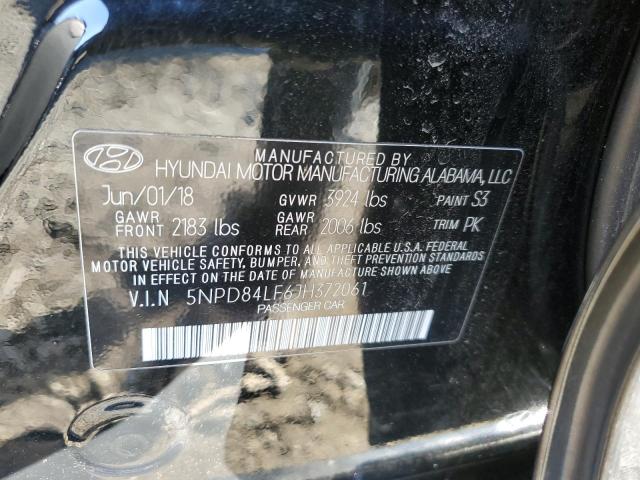 MANUFACTURED BY
HYUNDAI MOTOR MANUFACTURING ALABAMA, LLC
Jun/01/18 GVWR 3924 lbs PAINT S3
GAWR FRONT 2183 lbs GAWR REAR 2006 lbs TRIM PK
THIS VEHICLE CONFORMS TO ALL APPLICABLE U.S.A. FEDERAL
MOTOR VEHICLE SAFETY BUMPER, AND THEFT PREVENTION
STANDARDS IN EFFECT ON THE DATE OF MANUFACTURE SHOWN ABOVE.
V.I.N 5NPD84LF6JH372061
PASSENGER CAR